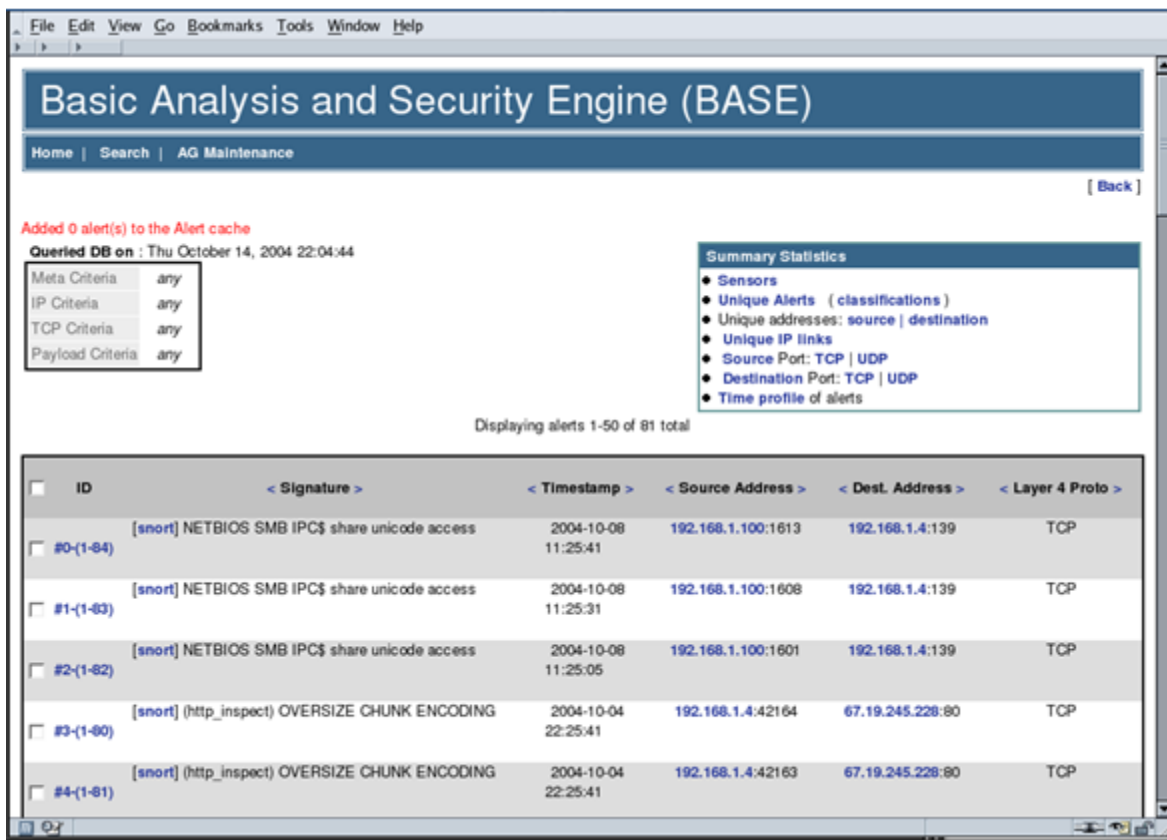 File Edit View Go Bookmarks Tools Window Help
Basic Analysis and Security Engine (BASE)
Home | Search | AG Maintenance
[ Back ]
Added 0 alert(s) to the Alert cache
Queried DB on : Thu October 14, 2004 22:04:44
Meta Criteria any
IP Criteria any
TCP Criteria any
Payload Criteria any
Summary Statistics
• Sensors
• Unique Alerts ( classifications )
• Unique addresses: source | destination
• Unique IP links
• Source Port: TCP | UDP
• Destination Port: TCP | UDP
• Time profile of alerts
Displaying alerts 1-50 of 81 total
ID < Signature > < Timestamp > < Source Address > < Dest. Address > < Layer 4 Proto >
#0-(1-84) [snort] NETBIOS SMB IPC$ share unicode access 2004-10-08 11:25:41 192.168.1.100:1613 192.168.1.4:139 TCP
#1-(1-83) [snort] NETBIOS SMB IPC$ share unicode access 2004-10-08 11:25:31 192.168.1.100:1608 192.168.1.4:139 TCP
#2-(1-82) [snort] NETBIOS SMB IPC$ share unicode access 2004-10-08 11:25:05 192.168.1.100:1601 192.168.1.4:139 TCP
#3-(1-80) [snort] (http_inspect) OVERSIZE CHUNK ENCODING 2004-10-04 22:25:41 192.168.1.4:42164 67.19.245.228:80 TCP
#4-(1-81) [snort] (http_inspect) OVERSIZE CHUNK ENCODING 2004-10-04 22:25:41 192.168.1.4:42163 67.19.245.228:80 TCP